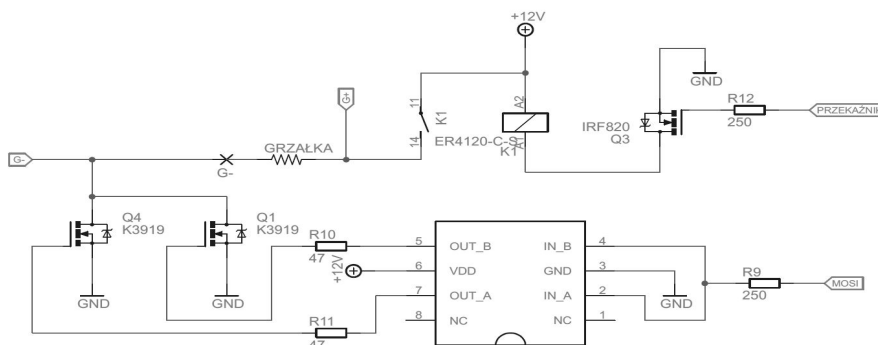 +12V
GND
R12
PRZEKAŹNIK
250
IRF820
Q3
G+
11
K1
14
A2
A1
ER4120-C-S
K1
G-
GRZAŁKA
G-
Q4
K3919
Q1
K3919
GND
GND
R10
47
+12V
R11
47
5
OUT_B
6
VDD
7
OUT_A
8
NC
IN_B
4
GND
3
IN_A
2
NC
1
GND
R9
250
MOSI